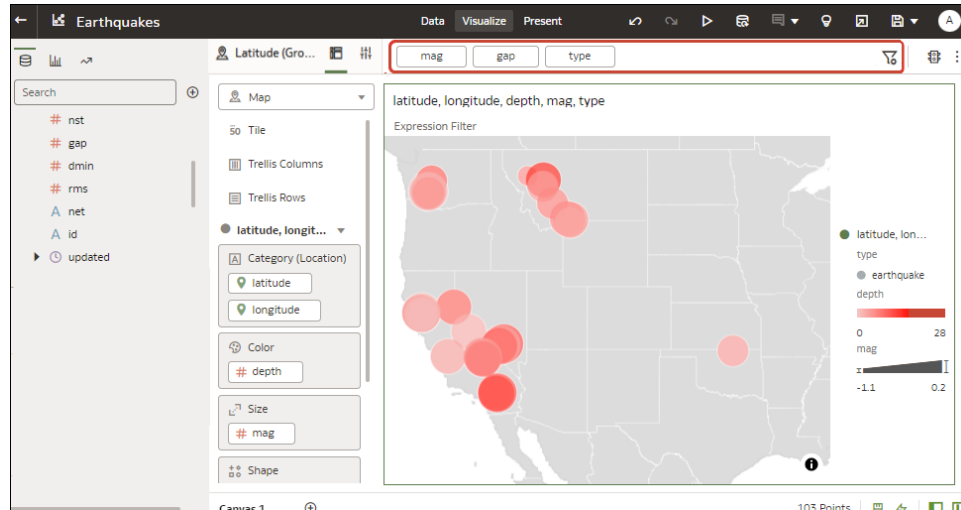 Earthquakes
Data Visualize Present
A
Latitude (Gro...
mag gap type
Search
# nst
# gap
# dmin
# rms
A net
A id
updated
Map
50 Tile
Trellis Columns
Trellis Rows
latitude, longit...
A Category (Location)
latitude
longitude
Color
# depth
Size
# mag
Shape
latitude, longitude, depth, mag, type
Expression Filter
latitude, lon...
type
earthquake
depth
0 28
mag
-1.1 0.2
Canvas 1
103 Points